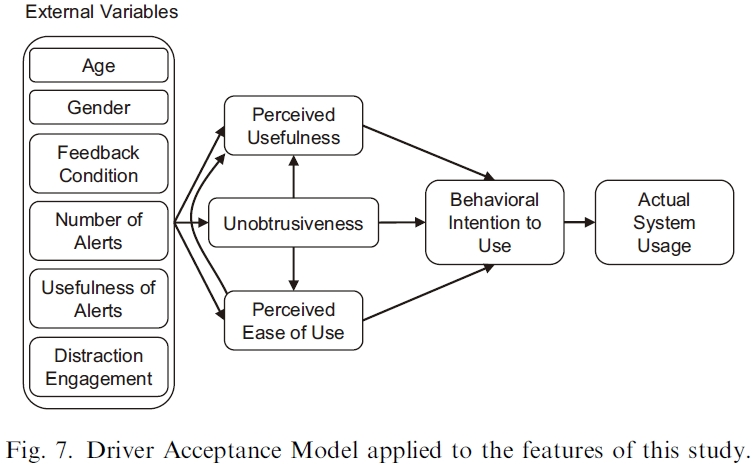 External Variables
Age
Gender
Feedback
Condition
Number of
Alerts
Usefulness of
Alerts
Distraction
Engagement
Perceived
Usefulness
Unobtrusiveness
Perceived
Ease of Use
Behavioral
Intention to
Use
Actual
System
Usage
Fig. 7. Driver Acceptance Model applied to the features of this study.